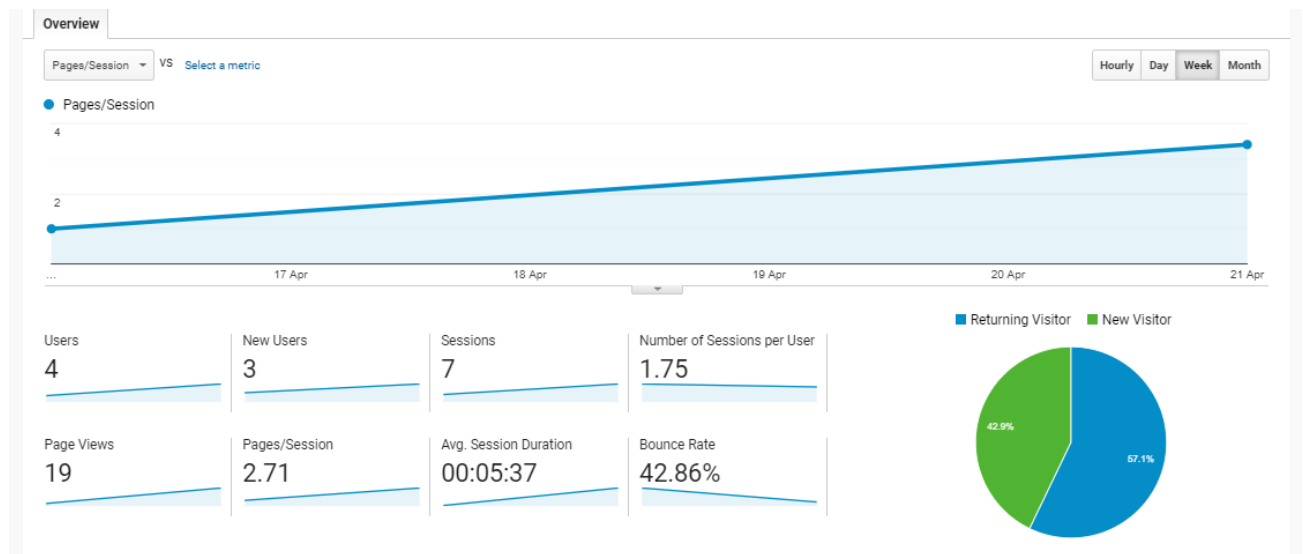 Overview
Pages/Session VS Select a metric
Hourly Day Week Month
Pages/Session
4
2
... 17 Apr 18 Apr 19 Apr 20 Apr 21 Apr
Returning Visitor New Visitor
Users New Users Sessions Number of Sessions per User
4 3 7 1.75
42.9%
57.1%
Page Views Pages/Session Avg. Session Duration Bounce Rate
19 2.71 00:05:37 42.86%